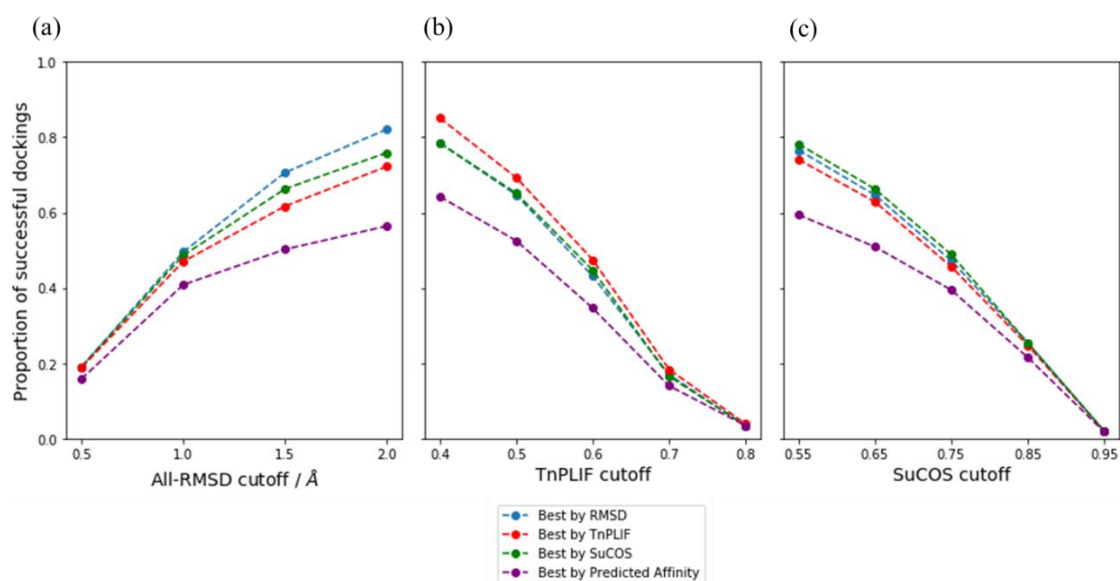 (a)
(b)
(c)
Proportion of successful dockings
1.0
0.8
0.6
0.4
0.2
0.0
0.5
1.0
1.5
2.0
All-RMSD cutoff / Å
0.4
0.5
0.6
0.7
0.8
TnPLIF cutoff
0.55
0.65
0.75
0.85
0.95
SuCOS cutoff
Best by RMSD
Best by TnPLIF
Best by SuCOS
Best by Predicted Affinity